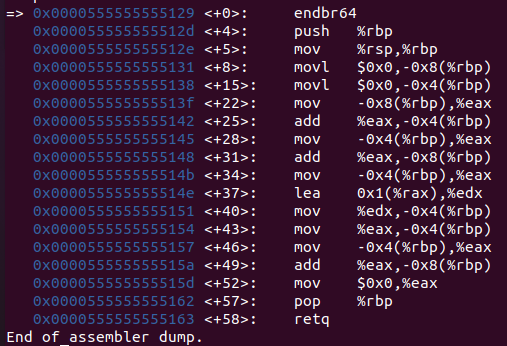 => 0x0000555555555129 <+0>: endbr64
0x000055555555512d <+4>: push %rbp
0x000055555555512e <+5>: mov %rsp,%rbp
0x0000555555555131 <+8>: movl $0x0,-0x8(%rbp)
0x0000555555555138 <+15>: movl $0x0,-0x4(%rbp)
0x000055555555513f <+22>: mov -0x8(%rbp),%eax
0x0000555555555142 <+25>: add %eax,-0x4(%rbp)
0x0000555555555145 <+28>: mov -0x4(%rbp),%eax
0x0000555555555148 <+31>: add %eax,-0x8(%rbp)
0x000055555555514b <+34>: mov -0x4(%rbp),%eax
0x000055555555514e <+37>: lea 0x1(%rax),%edx
0x0000555555555151 <+40>: mov %edx,-0x4(%rbp)
0x0000555555555154 <+43>: mov %eax,-0x4(%rbp)
0x0000555555555157 <+46>: mov -0x4(%rbp),%eax
0x000055555555515a <+49>: add %eax,-0x8(%rbp)
0x000055555555515d <+52>: mov $0x0,%eax
0x0000555555555162 <+57>: pop %rbp
0x0000555555555163 <+58>: retq
End of assembler dump.